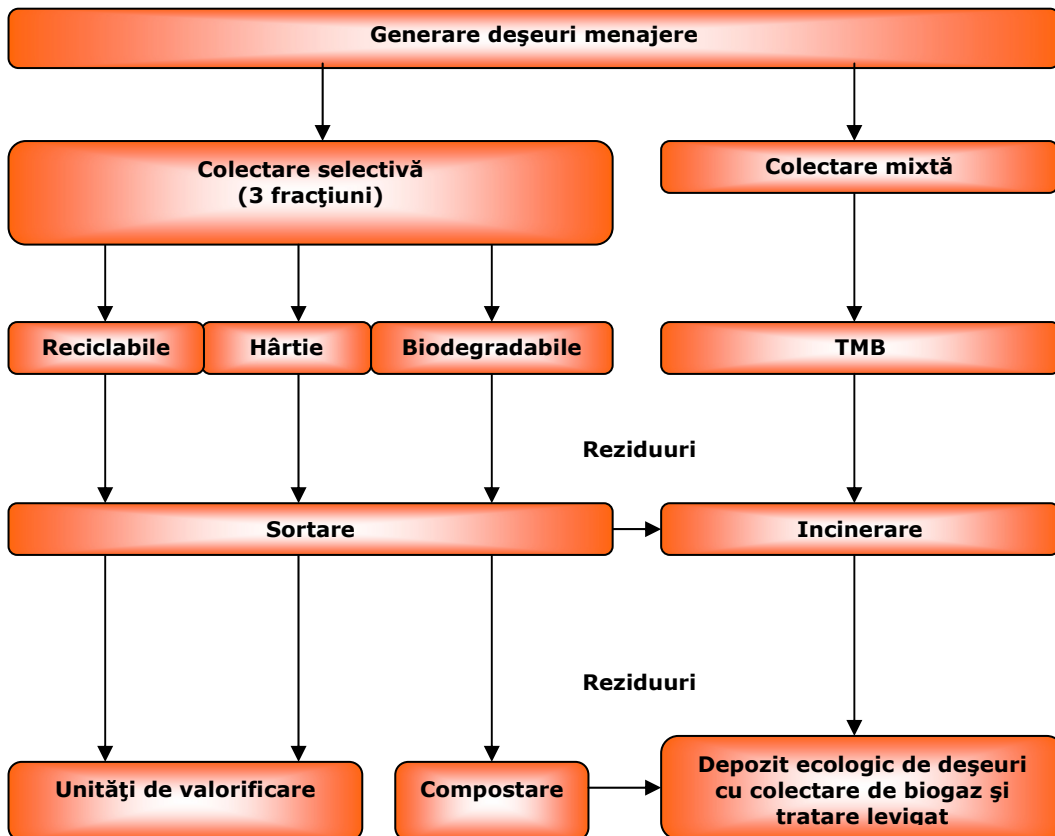 Generare deşeuri menajere
Colectare selectivă
(3 fracţiuni)
Colectare mixtă
Reciclabile
Hârtie
Biodegradabile
TMB
Reziduuri
Sortare
Incinerare
Reziduuri
Unităţi de valorificare
Compostare
Depozit ecologic de deşeuri
cu colectare de biogaz şi
tratare levigat